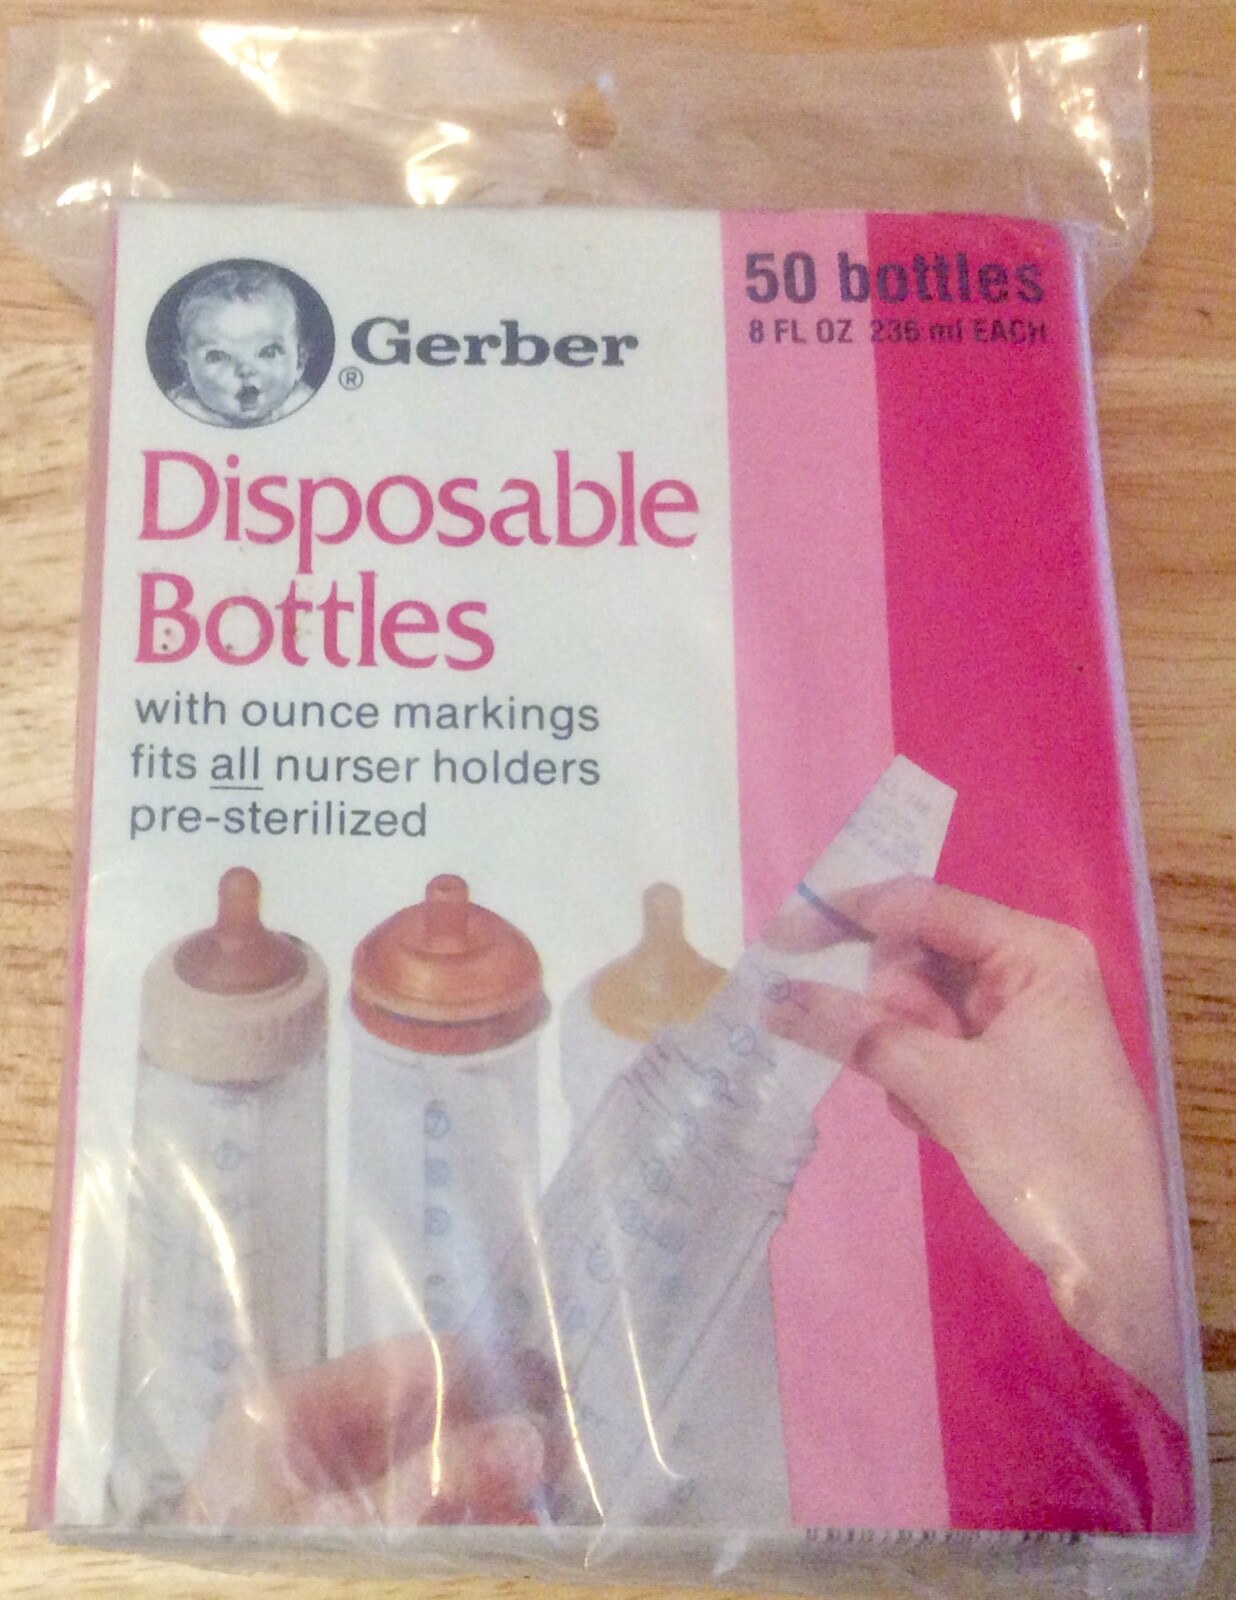 Gerber
®
50 bottles
8 FL OZ 236 ml EACH
Disposable
Bottles
with ounce markings
fits all nurser holders
pre-sterilized
7